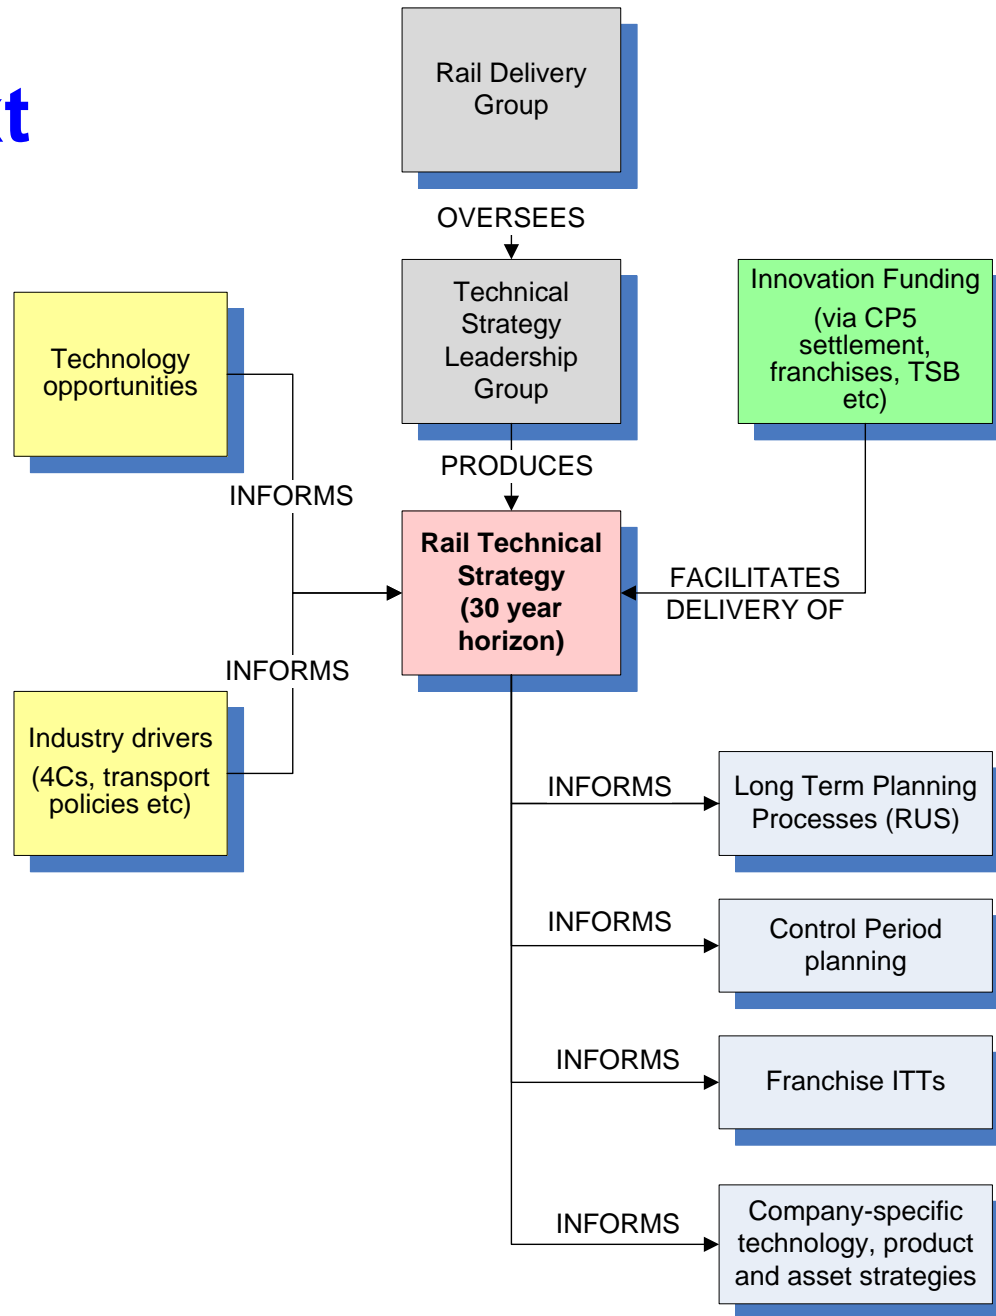 xt
Rail Delivery
Group
OVERSEES
Technical
Strategy
Leadership
Group
Innovation Funding
(via CP5
settlement,
franchises, TSB
etc)
Technology
opportunities
PRODUCES
INFORMS
Rail Technical
Strategy
(30 year
horizon)
FACILITATES
DELIVERY OF
INFORMS
Industry drivers
(4Cs, transport
policies etc)
INFORMS
Long Term Planning
Processes (RUS)
INFORMS
Control Period
planning
INFORMS
Franchise ITTs
INFORMS
Company-specific
technology, product
and asset strategies